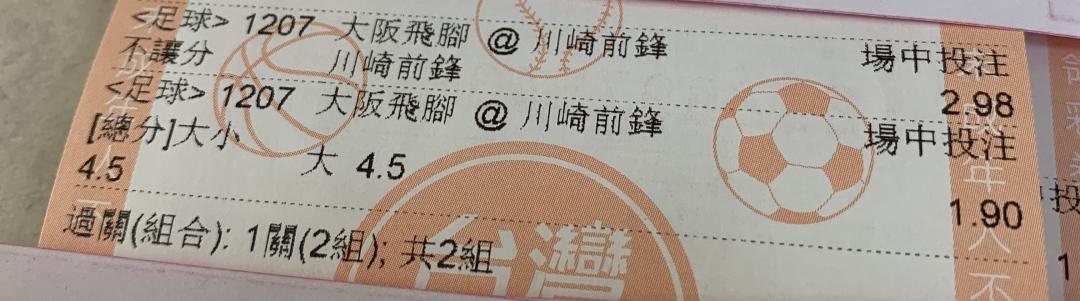 <足球> 1207 大阪飛腳 @ 川崎前鋒 場中投注
不讓分 川崎前鋒 2.98
<足球> 1207 大阪飛腳 @ 川崎前鋒 場中投注
[總分]大小
4.5 大 4.5 1.90
過關(組合): 1關(2組); 共2組
台灣